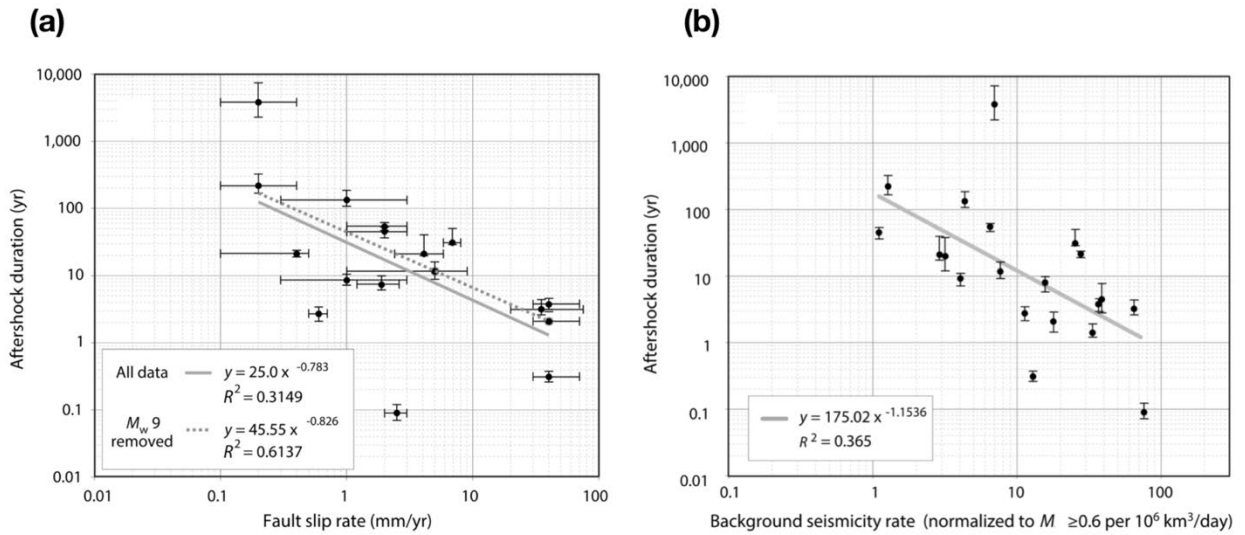 (a)
10,000
1,000
100
10
1
0.1
0.01
Aftershock duration (yr)
All data y = 25.0 x -0.783
R2 = 0.3149
Mw 9 removed y = 45.55 x -0.826
R2 = 0.6137
0.01 0.1 1 10 100
Fault slip rate (mm/yr)
(b)
10,000
1,000
100
10
1
0.1
0.01
Aftershock duration (yr)
y = 175.02 x -1.1536
R2 = 0.365
0.1 1 10 100
Background seismicity rate (normalized to M ≥0.6 per 106 km3/day)